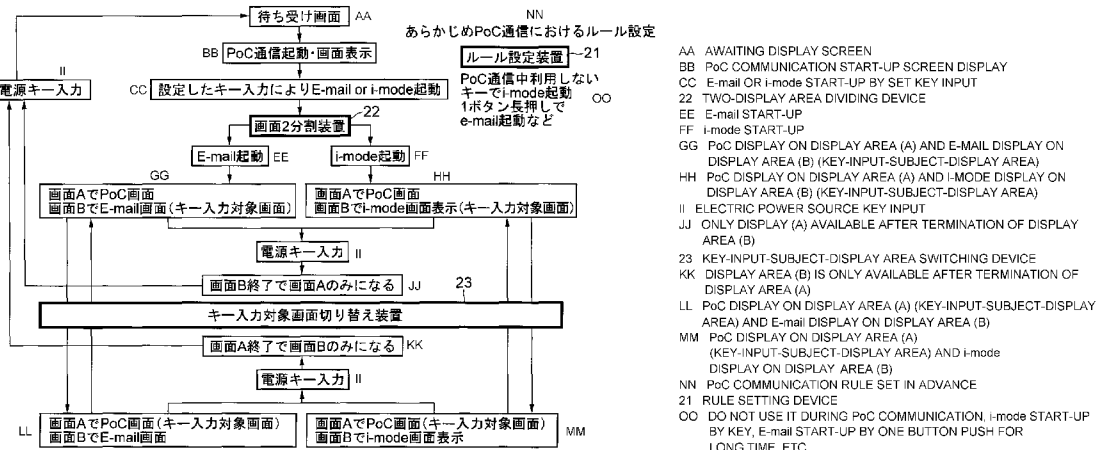 待ち受け画面 AA
NN
あらかじめPoC通信におけるルール設定
BB PoC通信起動・画面表示
ルール設定装置 21
II
電源キー入力
CC 設定したキー入力によりE-mail or i-mode起動
PoC通信中利用しない
キーでi-mode起動
1ボタン長押しで
e-mail起動など
OO
22
画面2分割装置
E-mail起動 EE
i-mode起動 FF
GG
HH
画面AでPoC画面
画面BでE-mail画面(キー入力対象画面)
画面AでPoC画面
画面Bでi-mode画面表示(キー入力対象画面)
電源キー入力 II
画面B終了で画面Aのみになる JJ
23
キー入力対象画面切り替え装置
画面A終了で画面Bのみになる KK
電源キー入力 II
LL
画面AでPoC画面(キー入力対象画面)
画面BでE-mail画面
画面AでPoC画面(キー入力対象画面)
画面Bでi-mode画面表示
MM
AA AWAITING DISPLAY SCREEN
BB PoC COMMUNICATION START-UP SCREEN DISPLAY
CC E-mail OR i-mode START-UP BY SET KEY INPUT
22 TWO-DISPLAY AREA DIVIDING DEVICE
EE E-mail START-UP
FF i-mode START-UP
GG PoC DISPLAY ON DISPLAY AREA (A) AND E-MAIL DISPLAY ON
DISPLAY AREA (B) (KEY-INPUT-SUBJECT-DISPLAY AREA)
HH PoC DISPLAY ON DISPLAY AREA (A) AND I-MODE DISPLAY ON
DISPLAY AREA (B) (KEY-INPUT-SUBJECT-DISPLAY AREA)
II ELECTRIC POWER SOURCE KEY INPUT
JJ ONLY DISPLAY (A) AVAILABLE AFTER TERMINATION OF DISPLAY
AREA (B)
23 KEY-INPUT-SUBJECT-DISPLAY AREA SWITCHING DEVICE
KK DISPLAY AREA (B) IS ONLY AVAILABLE AFTER TERMINATION OF
DISPLAY AREA (A)
LL PoC DISPLAY ON DISPLAY AREA (A) (KEY-INPUT-SUBJECT-DISPLAY
AREA) AND E-mail DISPLAY ON DISPLAY AREA (B)
MM PoC DISPLAY ON DISPLAY AREA (A)
(KEY-INPUT-SUBJECT-DISPLAY AREA) AND i-mode
DISPLAY ON DISPLAY AREA (B)
NN PoC COMMUNICATION RULE SET IN ADVANCE
21 RULE SETTING DEVICE
OO DO NOT USE IT DURING PoC COMMUNICATION, i-mode START-UP
BY KEY, E-mail START-UP BY ONE BUTTON PUSH FOR
LONG TIME, ETC